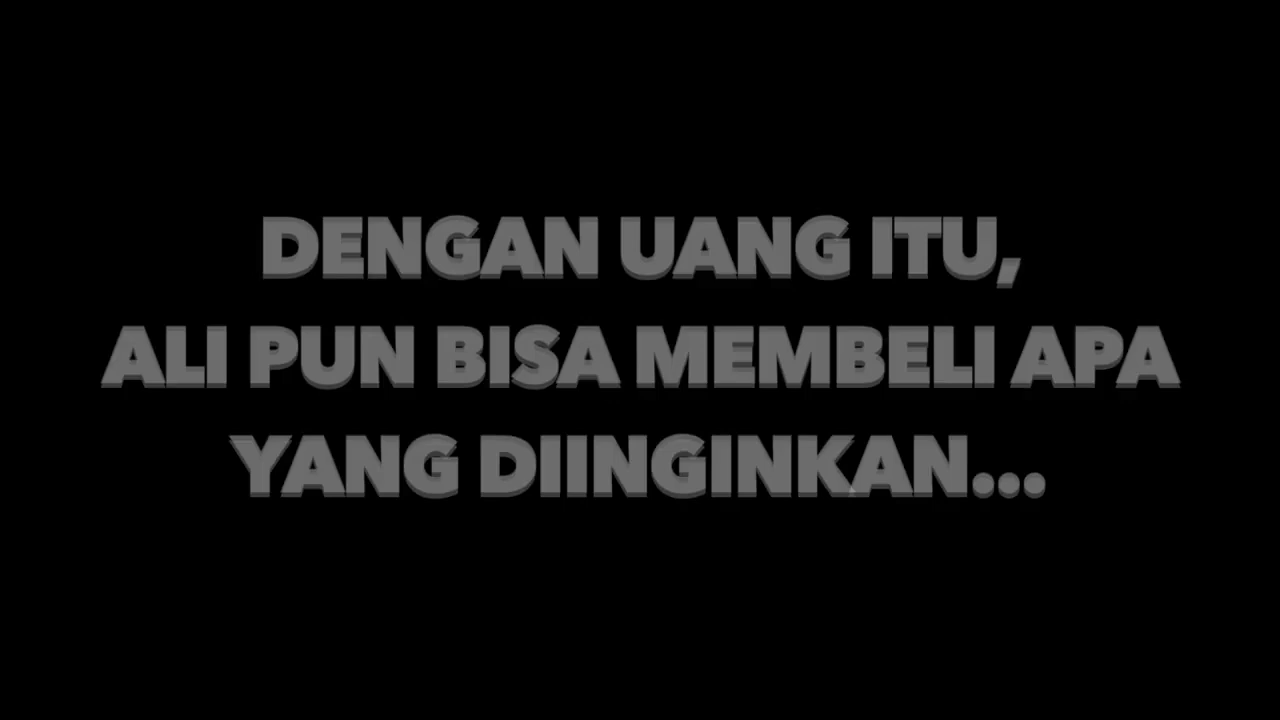 DENGAN UANG ITU,
ALI PUN BISA MEMBELI APA
YANG DIINGINKAN...